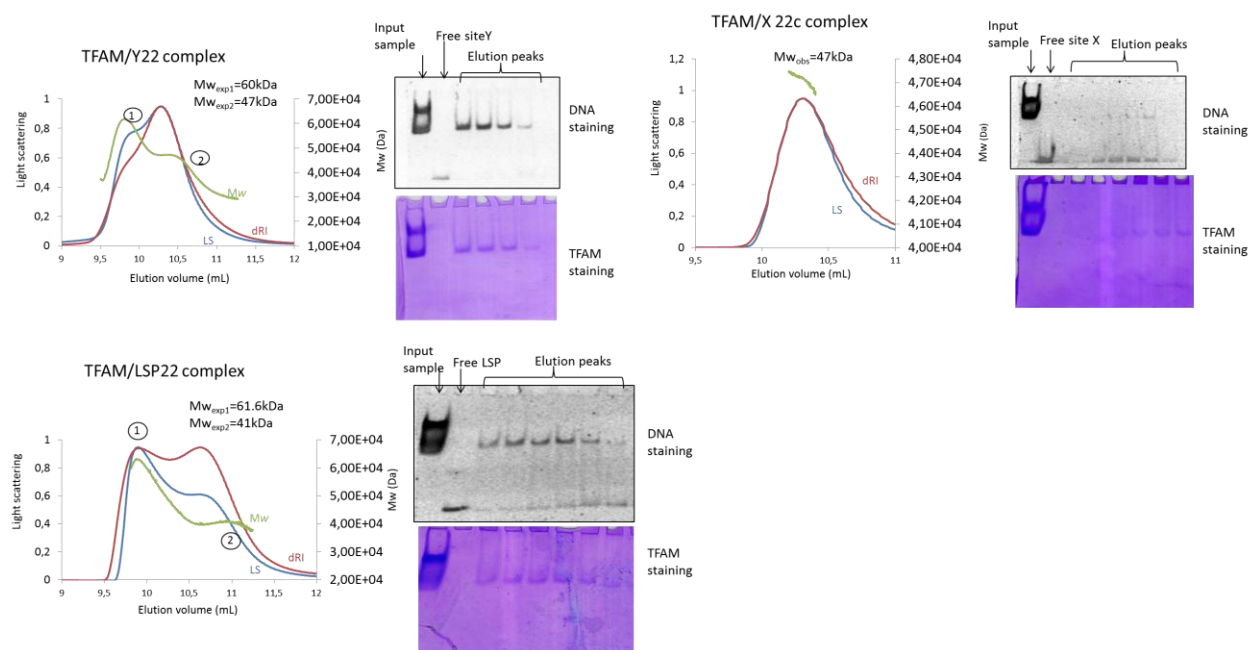 TFAM/Y22 complex
Mw_exp1=60kDa
Mw_exp2=47kDa
Light scattering
1
0,8
0,6
0,4
0,2
0
9
9,5
10
10,5
11
11,5
12
Elution volume (mL)
7,00E+04
6,00E+04
5,00E+04
4,00E+04
3,00E+04
2,00E+04
1,00E+04
Mw (Da)
1
2
Mw
dRI
LS
Input
sample
Free siteY
Elution peaks
DNA
staining
TFAM
staining
TFAM/X 22c complex
Mw_obs=47kDa
Light scattering
1,2
1
0,8
0,6
0,4
0,2
0
9,5
10
10,5
11
Elution volume (mL)
4,80E+04
4,70E+04
4,60E+04
4,50E+04
4,40E+04
4,30E+04
4,20E+04
4,10E+04
4,00E+04
Mw (Da)
dRI
LS
Input
sample
Free site X
Elution peaks
DNA
staining
TFAM
staining
TFAM/LSP22 complex
Mw_exp1=61.6kDa
Mw_exp2=41kDa
Light scattering
1
0,8
0,6
0,4
0,2
0
9
9,5
10
10,5
11
11,5
12
Elution volume (mL)
7,00E+04
6,00E+04
5,00E+04
4,00E+04
3,00E+04
2,00E+04
Mw (Da)
1
2
Mw
dRI
LS
Input
sample
Free LSP
Elution peaks
DNA
staining
TFAM
staining